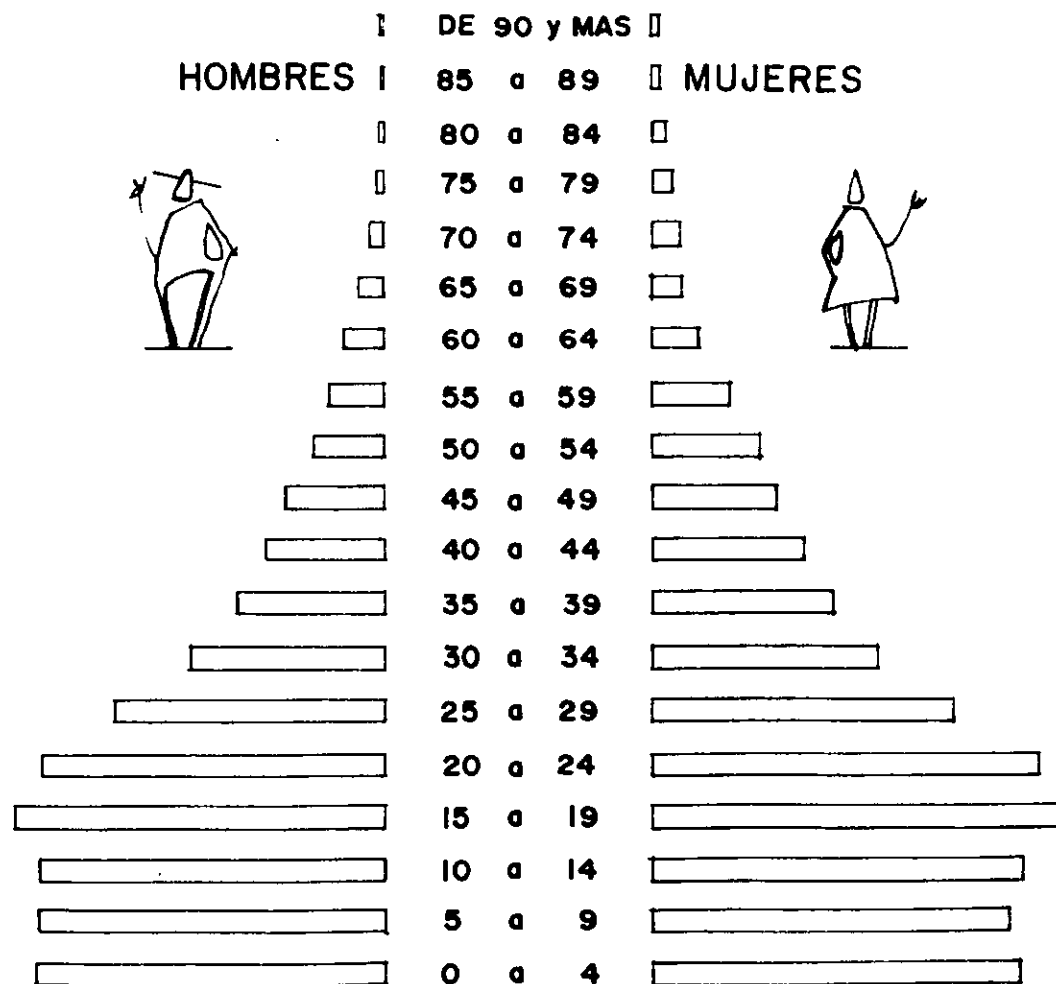 DE 90 y MAS
HOMBRES 85 a 89 MUJERES
80 a 84
75 a 79
70 a 74
65 a 69
60 a 64
55 a 59
50 a 54
45 a 49
40 a 44
35 a 39
30 a 34
25 a 29
20 a 24
15 a 19
10 a 14
5 a 9
0 a 4